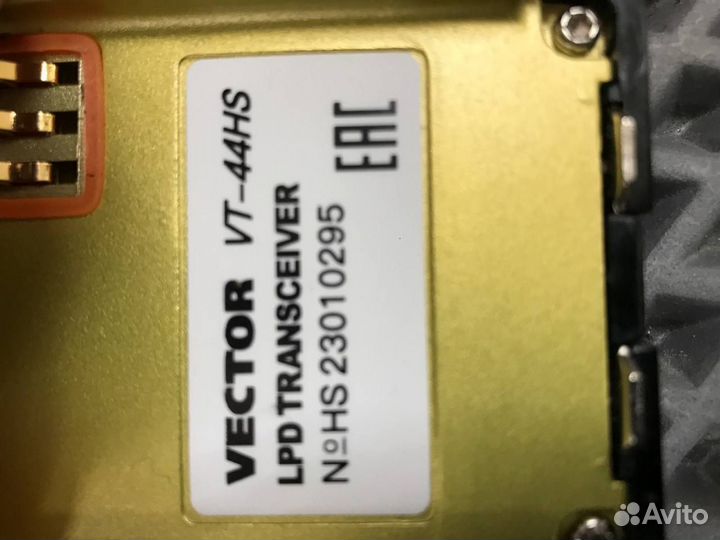 VECTOR VT-44HS
LPD TRANSCEIVER
NºHS 23010295
EAC
Avito